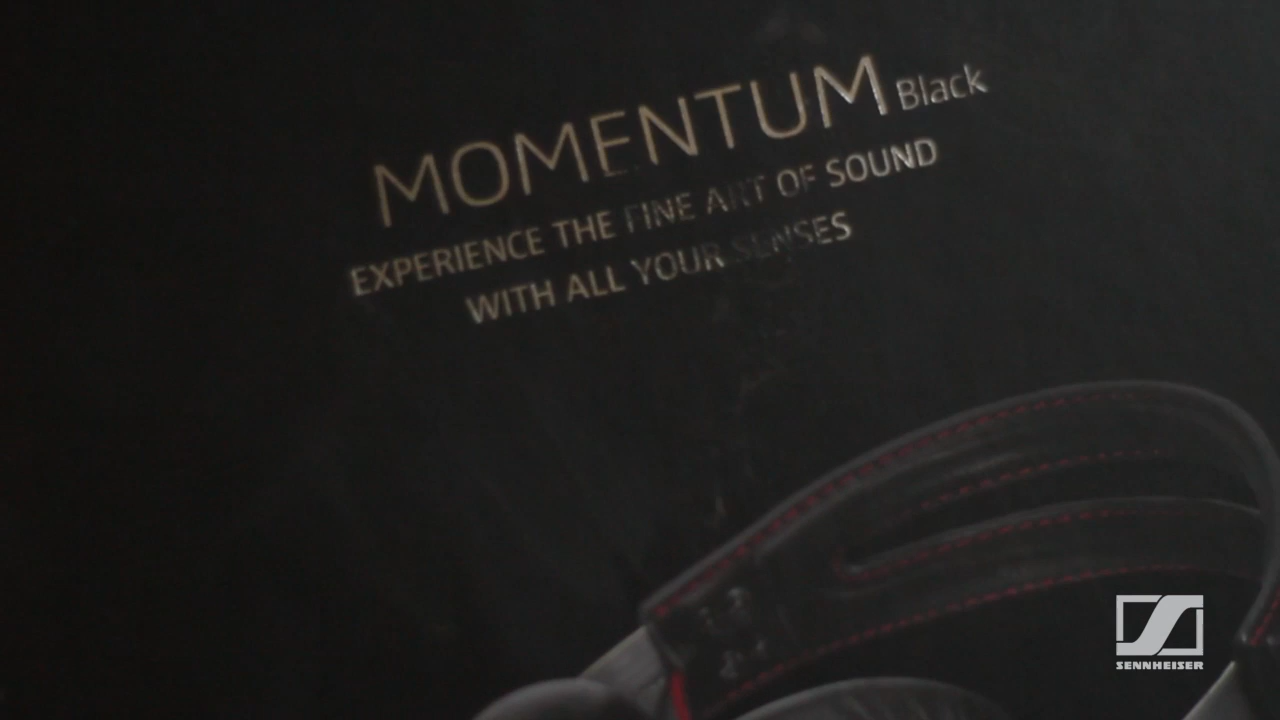 MOMENTUM Black
EXPERIENCE THE FINE ART OF SOUND
WITH ALL YOUR SENSES
SENNHEISER